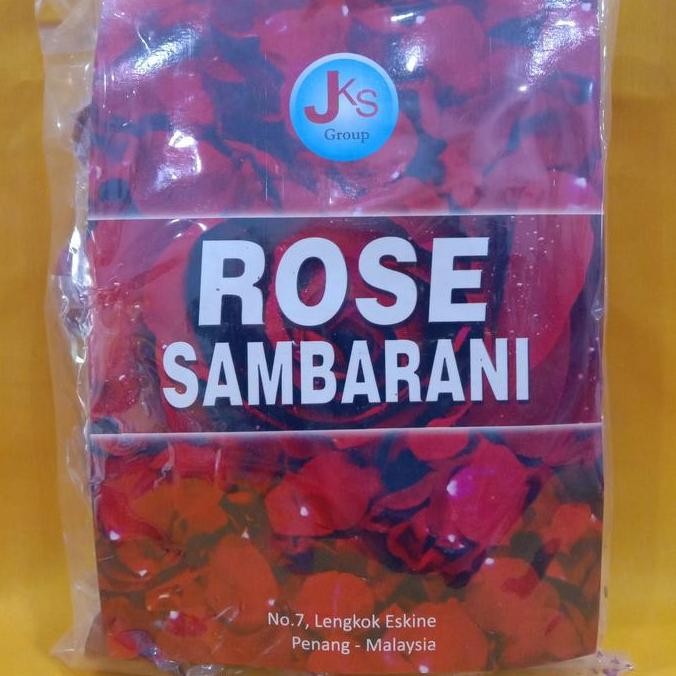 JKS
Group
ROSE
SAMBARANI
No.7, Lengkok Eskine
Penang - Malaysia